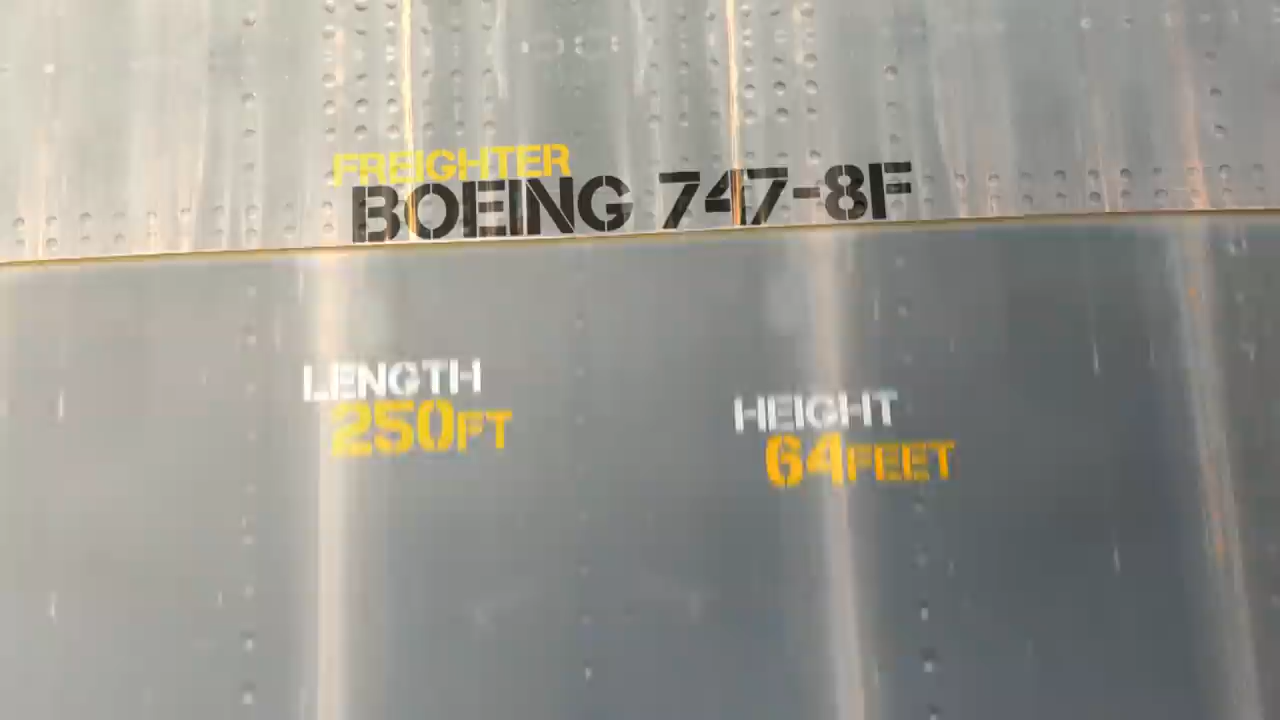 FREIGHTER
BOEING 747-8F
LENGTH
250FT
HEIGHT
64FEET